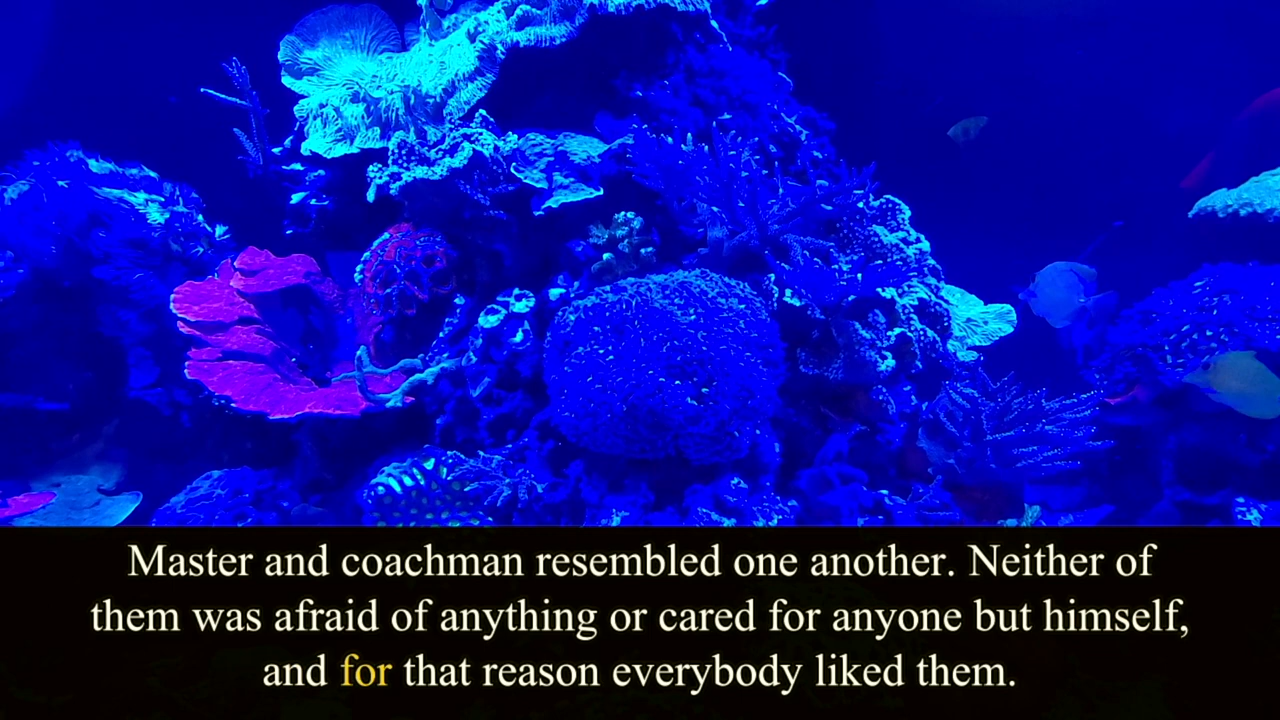 Master and coachman resembled one another. Neither of
them was afraid of anything or cared for anyone but himself,
and for that reason everybody liked them.